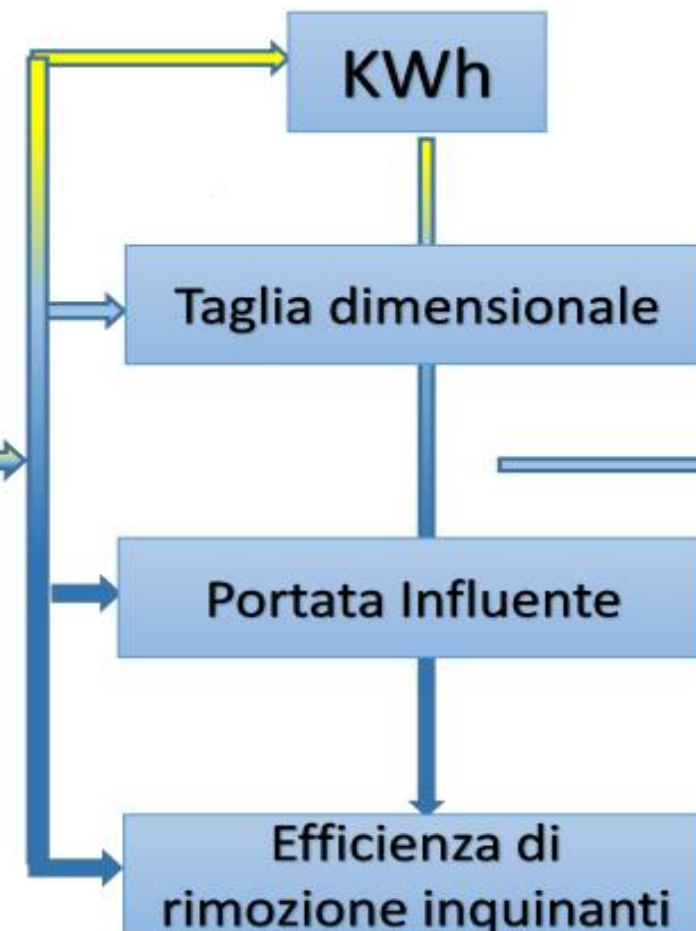 KWh
Taglia dimensionale
Portata Influente
Efficienza di
rimozione inquinanti